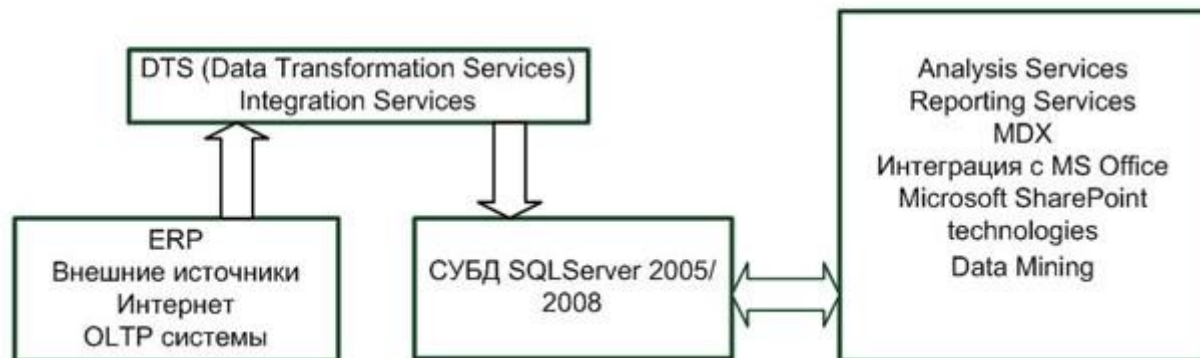 DTS (Data Transformation Services)
Integration Services
ERP
Внешние источники
Интернет
OLTP системы
СУБД SQLServer 2005/
2008
Analysis Services
Reporting Services
MDX
Интеграция с MS Office
Microsoft SharePoint
technologies
Data Mining